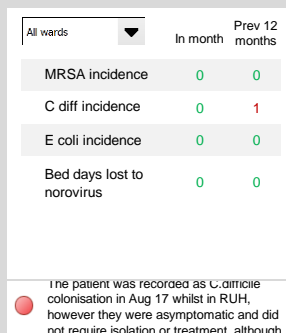 All wards
In month
Prev 12 months
MRSA incidence 0 0
C diff incidence 0 1
E coli incidence 0 0
Bed days lost to
norovirus 0 0
The patient was recorded as C.difficile
colonisation in Aug 17 whilst in RUH,
however they were asymptomatic and did
not require isolation or treatment, although